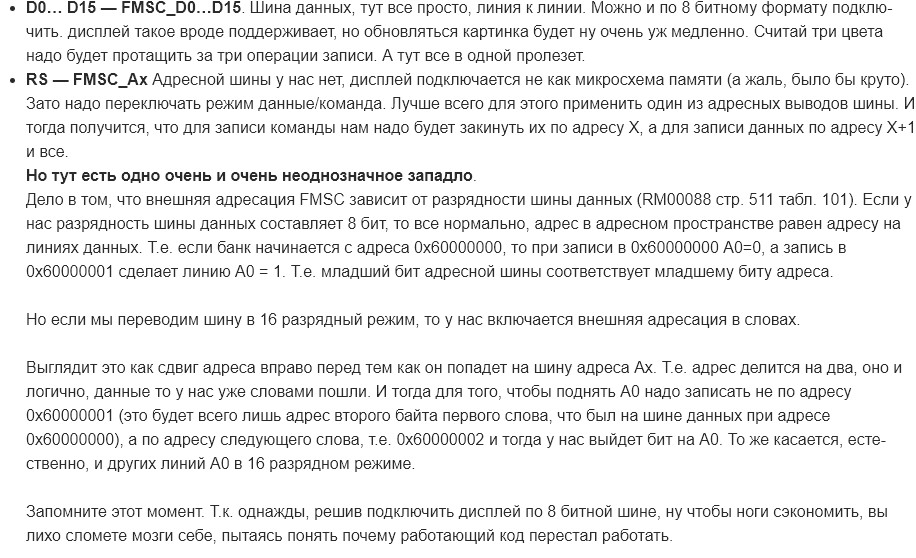 • D0… D15 — FMSC_D0…D15. Шина данных, тут все просто, линия к линии. Можно и по 8 битному формату подклю-
чить. дисплей такое вроде поддерживает, но обновляться картинка будет ну очень уж медленно. Считай три цвета
надо будет протащить за три операции записи. А тут все в одной пролезет.
• RS — FMSC_Ax Адресной шины у нас нет, дисплей подключается не как микросхема памяти (а жаль, было бы круто).
Зато надо переключать режим данные/команда. Лучше всего для этого применить один из адресных выводов шины. И
тогда получится, что для записи команды нам надо будет закинуть их по адресу X, а для записи данных по адресу X+1
и все.
Но тут есть одно очень и очень неоднозначное западло.
Дело в том, что внешняя адресация FMSC зависит от разрядности шины данных (RM00088 стр. 511 табл. 101). Если у
нас разрядность шины данных составляет 8 бит, то все нормально, адрес в адресном пространстве равен адресу на
линиях данных. Т.е. если банк начинается с адреса 0x60000000, то при записи в 0x60000000 A0=0, а запись в
0x60000001 сделает линию A0 = 1. Т.е. младший бит адресной шины соответствует младшему биту адреса.
Но если мы переводим шину в 16 разрядный режим, то у нас включается внешняя адресация в словах.
Выглядит это как сдвиг адреса вправо перед тем как он попадет на шину адреса Ax. Т.е. адрес делится на два, оно и
логично, данные то у нас уже словами пошли. И тогда для того, чтобы поднять A0 надо записать не по адресу
0x60000001 (это будет всего лишь адрес второго байта первого слова, что был на шине данных при адресе
0x60000000), а по адресу следующего слова, т.е. 0x60000002 и тогда у нас выйдет бит на A0. То же касается, есте-
ственно, и других линий A0 в 16 разрядном режиме.
Запомните этот момент. Т.к. однажды, решив подключить дисплей по 8 битной шине, ну чтобы ноги сэкономить, вы
лихо сломете мозги себе, пытаясь понять почему работающий код перестал работать.